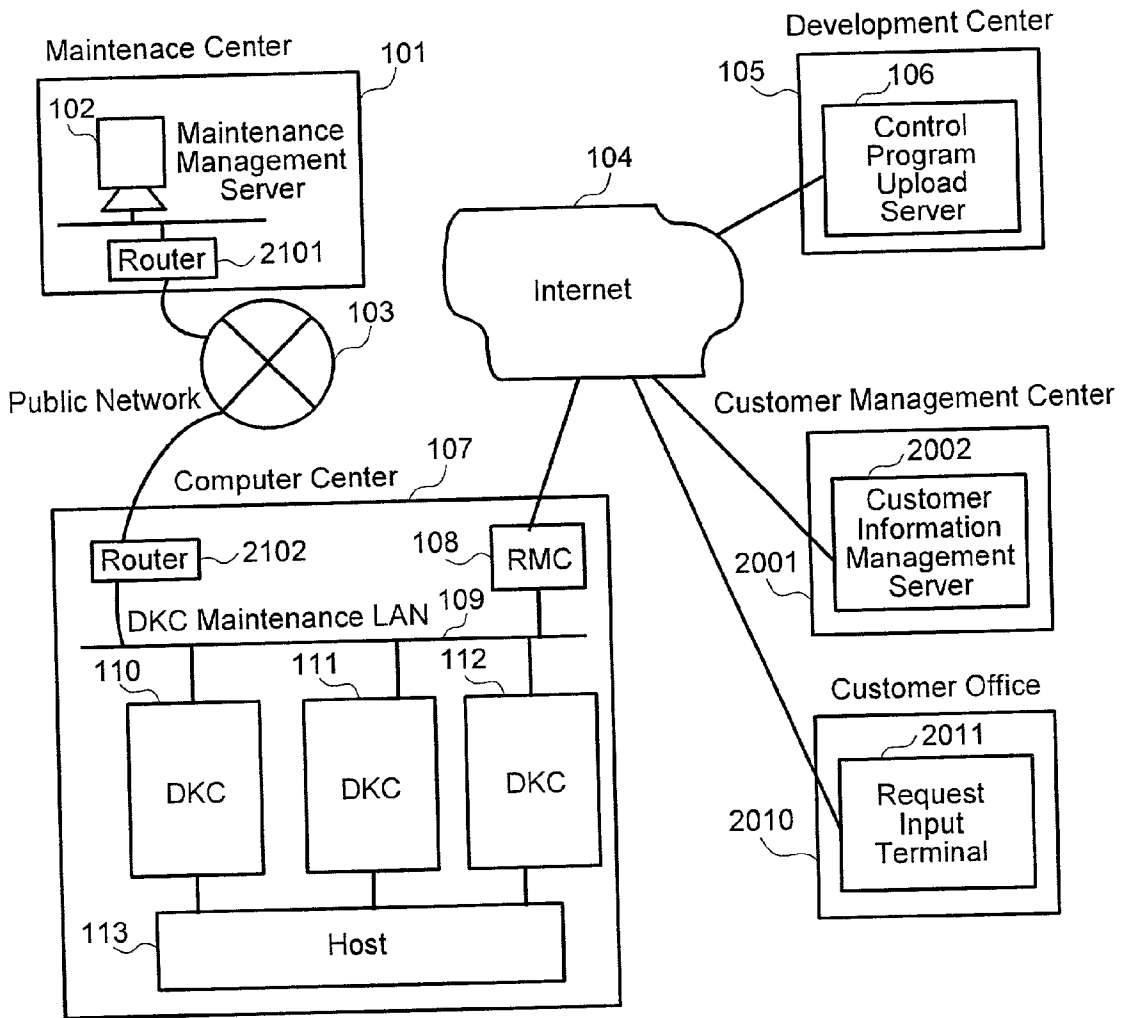 Maintenace Center
101
102
Maintenance
Management
Server
Router
2101
103
Public Network
104
Internet
Development Center
105
106
Control
Program
Upload
Server
Customer Management Center
2002
Customer
Information
Management
Server
2001
Customer Office
2011
Request
Input
Terminal
2010
Computer Center
107
Router
2102
108
RMC
DKC Maintenance LAN
109
110
111
112
DKC
DKC
DKC
113
Host